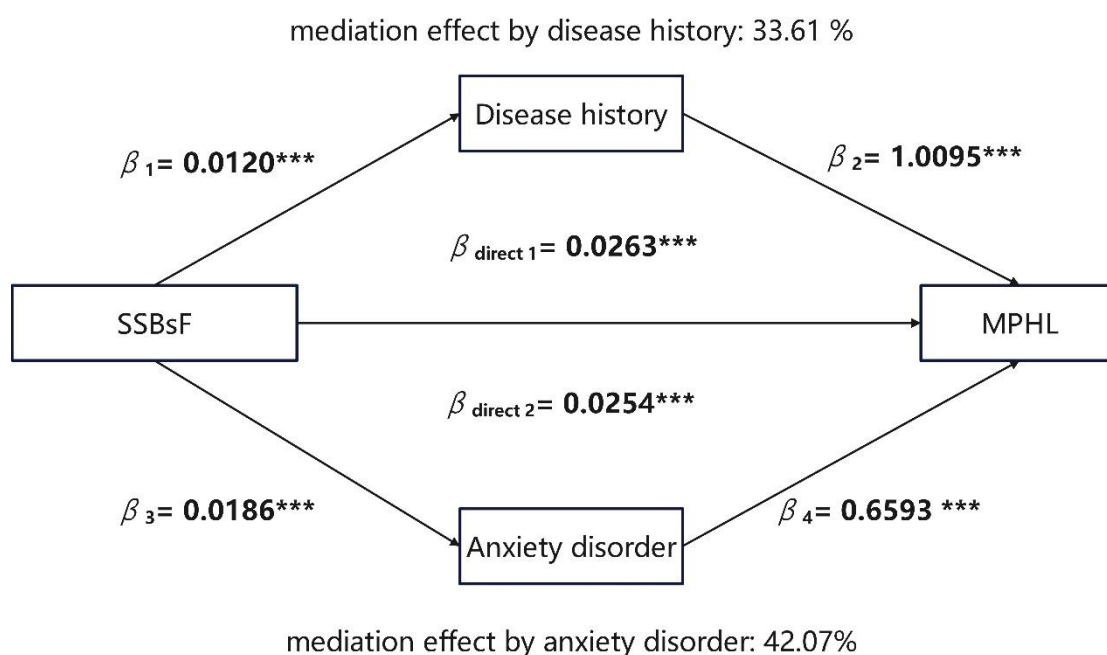 mediation effect by disease history: 33.61 %
Disease history
β 1= 0.0120***
β 2= 1.0095***
β direct 1= 0.0263***
SSBsF
MPHL
β direct 2= 0.0254***
β 3= 0.0186***
β 4= 0.6593 ***
Anxiety disorder
mediation effect by anxiety disorder: 42.07%